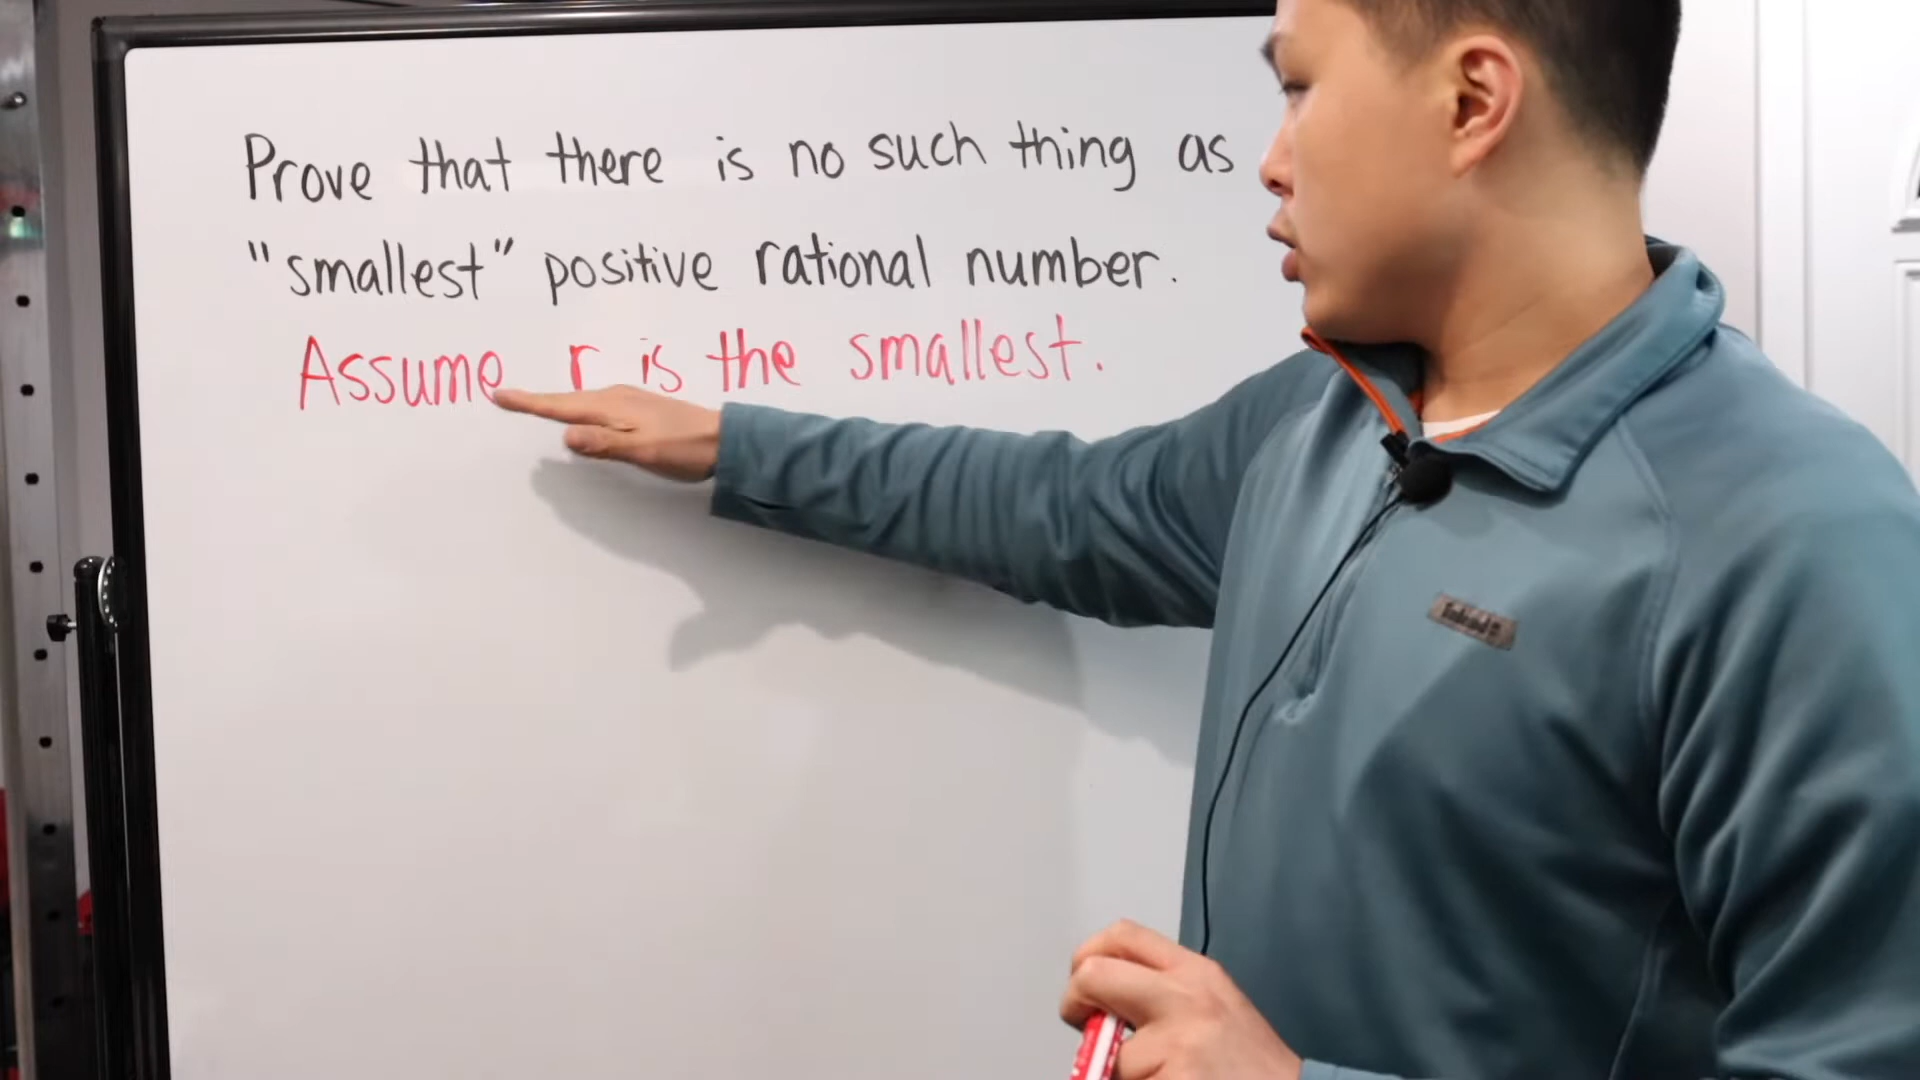 Prove that there is no such thing as
"smallest" positive rational number.
Assume r is the smallest.